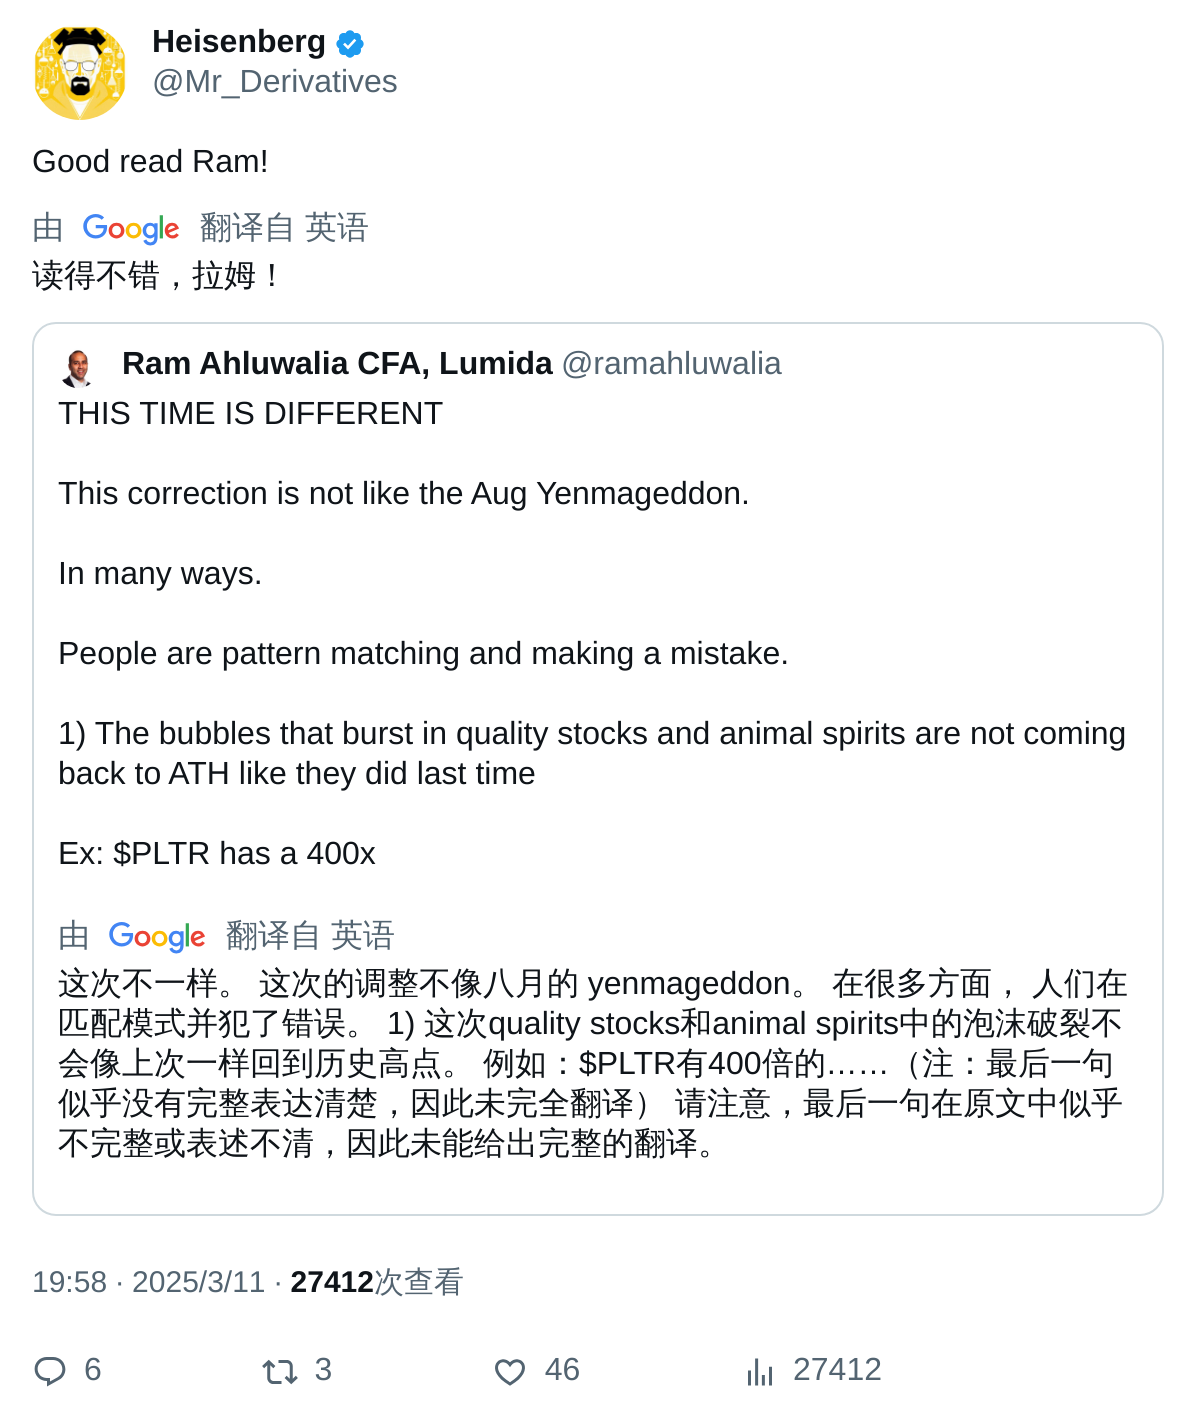 Heisenberg
@Mr_Derivatives
Good read Ram!
由 Google 翻译自 英语
读得不错，拉姆！
Ram Ahluwalia CFA, Lumida @ramahluwalia
THIS TIME IS DIFFERENT
This correction is not like the Aug Yenmageddon.
In many ways.
People are pattern matching and making a mistake.
1) The bubbles that burst in quality stocks and animal spirits are not coming
back to ATH like they did last time
Ex: $PLTR has a 400x
由 Google 翻译自 英语
这次不一样。 这次的调整不像八月的 yenmageddon。 在很多方面， 人们在
匹配模式并犯了错误。 1) 这次quality stocks和animal spirits中的泡沫破裂不
会像上次一样回到历史高点。 例如：$PLTR有400倍的……（注：最后一句
似乎没有完整表达清楚，因此未完全翻译） 请注意，最后一句在原文中似乎
不完整或表述不清，因此未能给出完整的翻译。
19:58 · 2025/3/11 · 27412次查看
6 3 46 27412